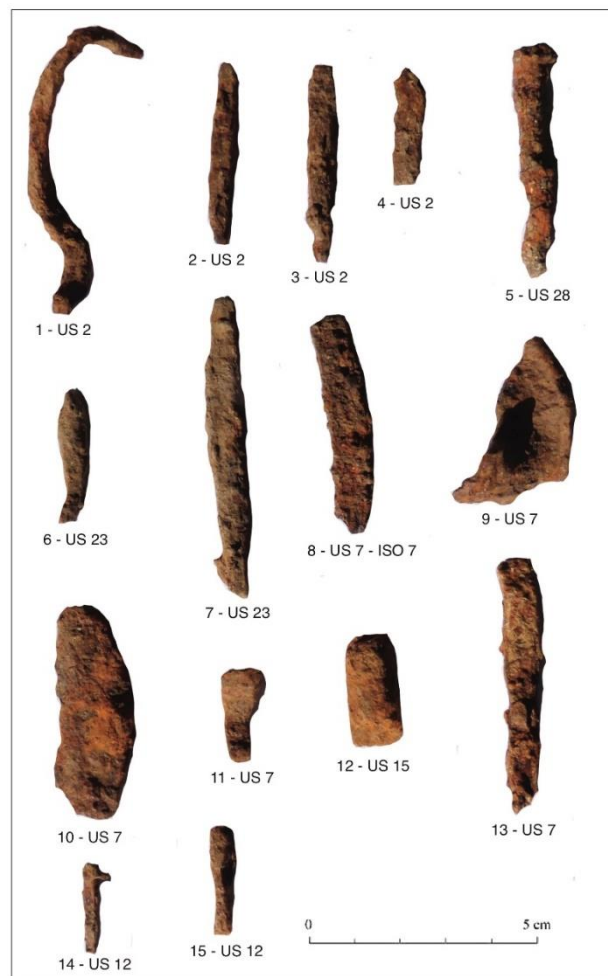 1 - US 2
2 - US 2
3 - US 2
4 - US 2
5 - US 28
6 - US 23
7 - US 23
8 - US 7 - ISO 7
9 - US 7
10 - US 7
11 - US 7
12 - US 15
13 - US 7
14 - US 12
15 - US 12
0 5 cm